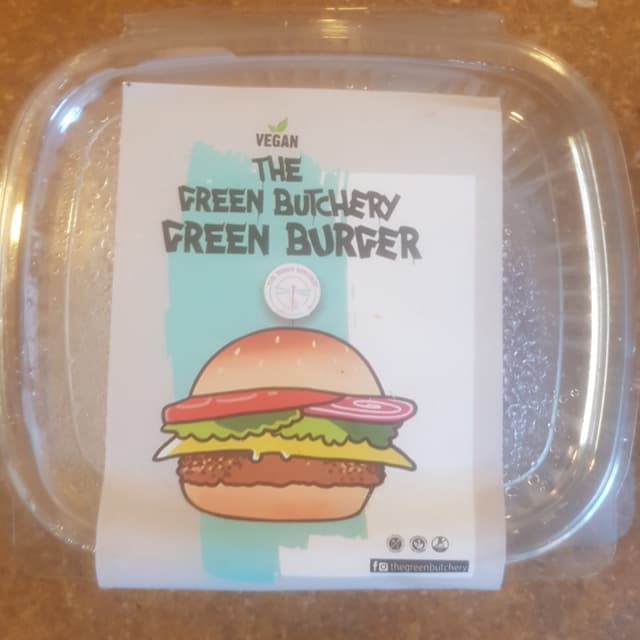 VEGAN
THE
GREEN BUTCHERY
GREEN BURGER
thegreenbutchery